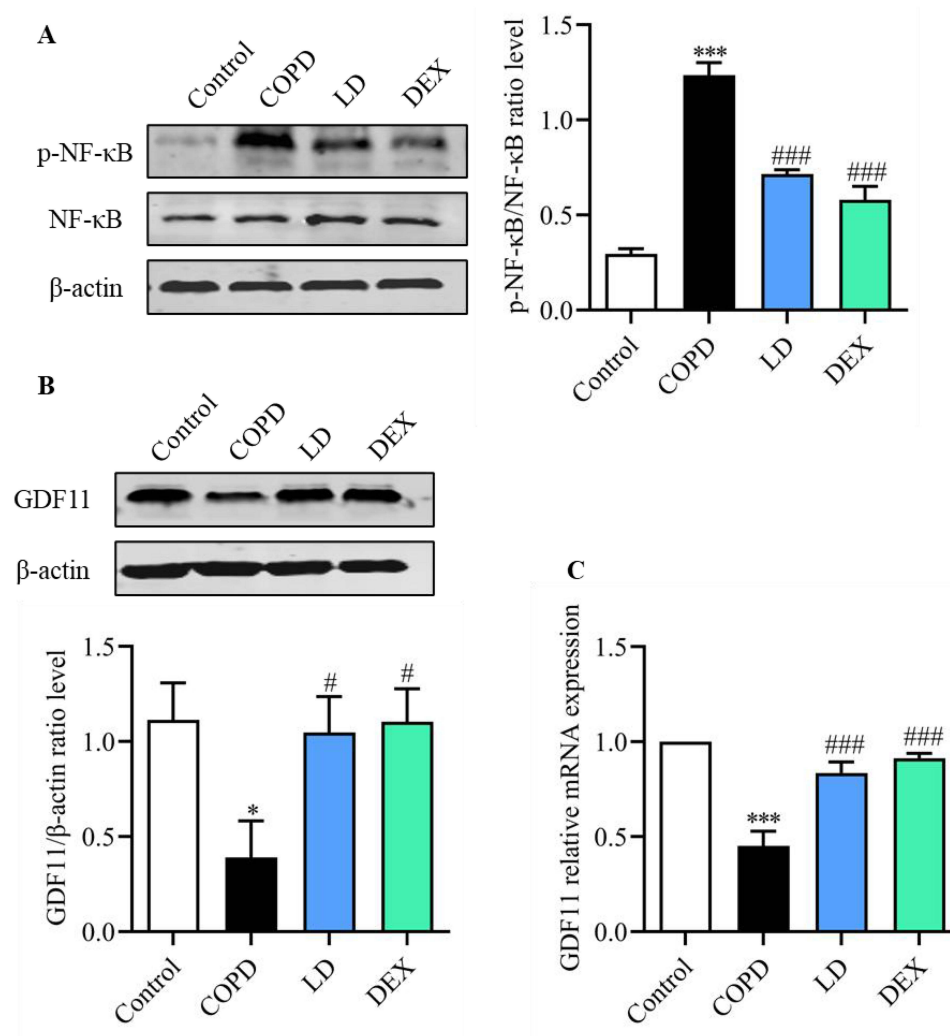 A
Control
COPD
LD
DEX
p-NF-κB
NF-κB
β-actin
p-NF-κB/NF-κB ratio level
1.5
1.0
0.5
0.0
***
###
###
Control
COPD
LD
DEX
B
Control
COPD
LD
DEX
GDF11
β-actin
GDF11/β-actin ratio level
1.5
1.0
0.5
0.0
*
#
#
Control
COPD
LD
DEX
C
GDF11 relative mRNA expression
1.5
1.0
0.5
0.0
***
###
###
Control
COPD
LD
DEX